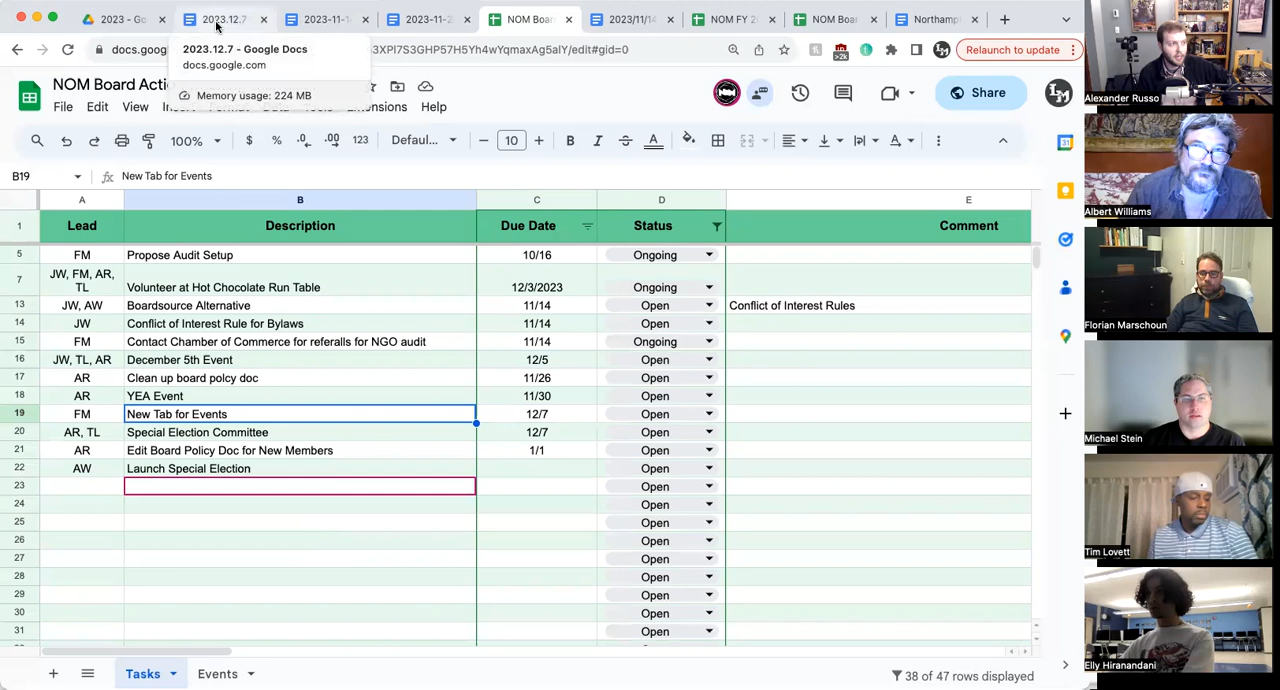 2023 - Go
2023.12.7
2023-11-1
2023-11-2
NOM Boar
2023/11/14
NOM FY 2
NOM Boar
Northamp
docs.goog
3XPl7S3GHP57H5Yh4wYqmaxAg5aIY/edit#gid=0
>2k
Relaunch to update
2023.12.7 - Google Docs
docs.google.com
Memory usage: 224 MB
NOM Board Actio
File Edit View Extensions Help
Share
100% $ % .0 .00 123 Defaul... 10 B I S A
B19 fx New Tab for Events
31
A B C D E
1 Lead Description Due Date Status Comment
5 FM Propose Audit Setup 10/16 Ongoing
7 JW, FM, AR, TL Volunteer at Hot Chocolate Run Table 12/3/2023 Ongoing
13 JW, AW Boardsource Alternative 11/14 Open Conflict of Interest Rules
14 JW Conflict of Interest Rule for Bylaws 11/14 Open
15 FM Contact Chamber of Commerce for referalls for NGO audit 11/14 Ongoing
16 JW, TL, AR December 5th Event 12/5 Open
17 AR Clean up board polcy doc 11/26 Open
18 AR YEA Event 11/30 Open
19 FM New Tab for Events 12/7 Open
20 AR, TL Special Election Committee 12/7 Open
21 AR Edit Board Policy Doc for New Members 1/1 Open
22 AW Launch Special Election Open
23 Open
24 Open
25 Open
26 Open
27 Open
28 Open
29 Open
30 Open
31 Open
Tasks
Events
38 of 47 rows displayed
Alexander Russo
Albert Williams
Florian Marschoun
Michael Stein
Tim Lovett
Elly Hiranandani